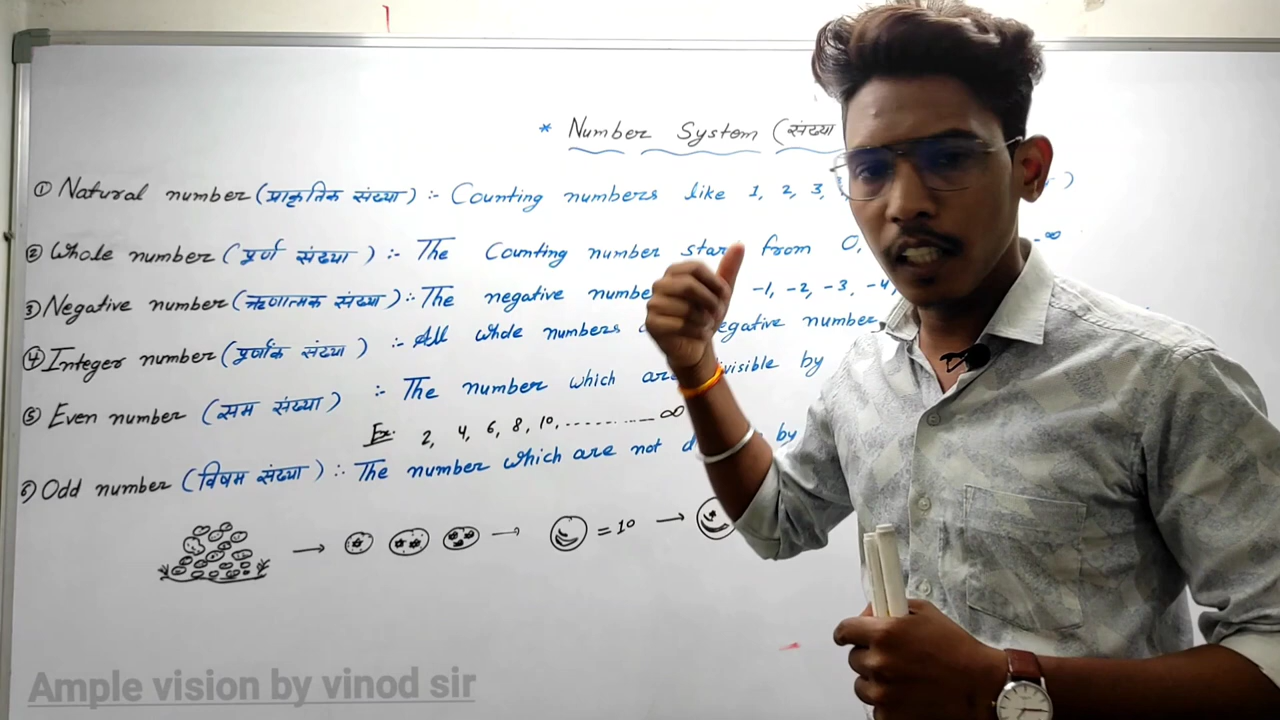 * Number System (संख्या
① Natural number (प्राकृतिक संख्या) :- Counting numbers like 1, 2, 3, )
② Whole number (पूर्ण संख्या) :- The Counting number start from 0, -∞
③ Negative number (ऋणात्मक संख्या) :- The negative numbe -1, -2, -3, -4,
④ Integer number (पूर्णांक संख्या) :- All whole numbers egative number
⑤ Even number (सम संख्या) :- The number which are ivisible by
Ex:- 2, 4, 6, 8, 10, ----------∞
⑥ Odd number (विषम संख्या) :- The number which are not d by
→ → = 10 →
Ample vision by vinod sir